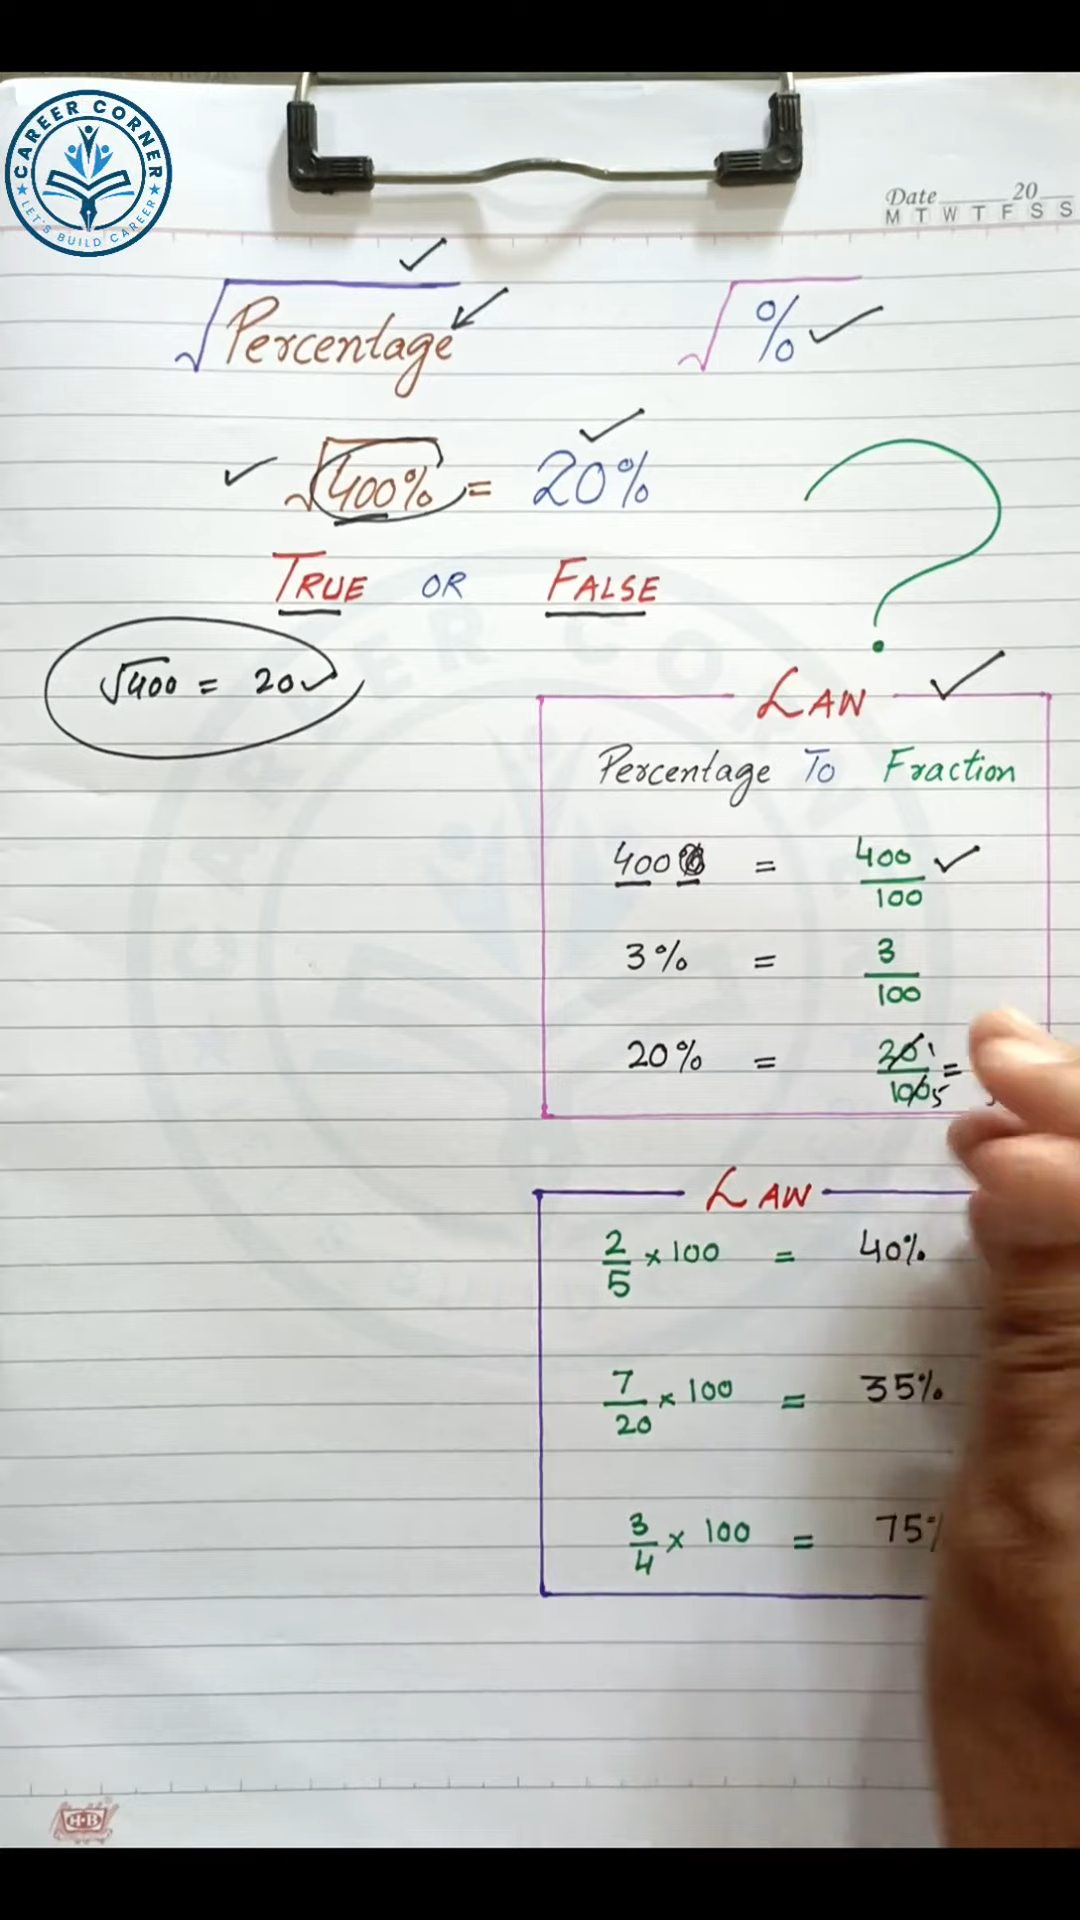 CAREER CORNER
LET'S BUILD CAREER
Date 20
M T W T F S S
√Percentage √%
√400% = 20%
TRUE OR FALSE
?
√400 = 20
LAW
Percentage To Fraction
400% = 400/100
3% = 3/100
20% = 20/100 1 5 =
LAW
2/5 × 100 = 40%
7/20 × 100 = 35%
3/4 × 100 = 75%
H-B